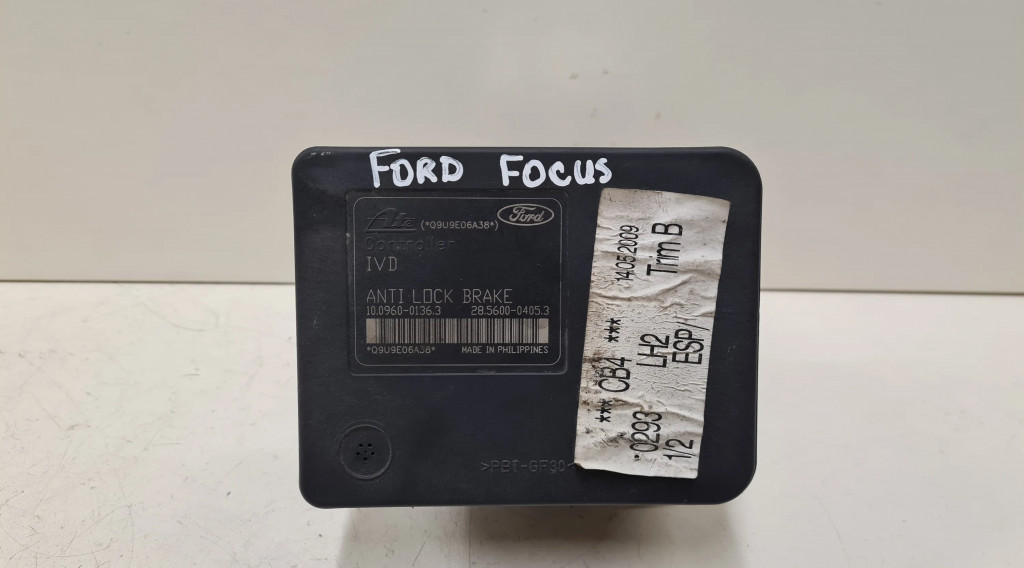 FORD FOCUS
Ate (*Q9U9E06A38*) Ford
Controller
IVD
ANTI LOCK BRAKE
10.0960-0136.3 28.5600-0405.3
*Q9U9E06A38* MADE IN PHILIPPINES
>PBT-GF30
*** CB4 *** 14.05.2009
0293 LH2 Trim B
1/2 ESP/